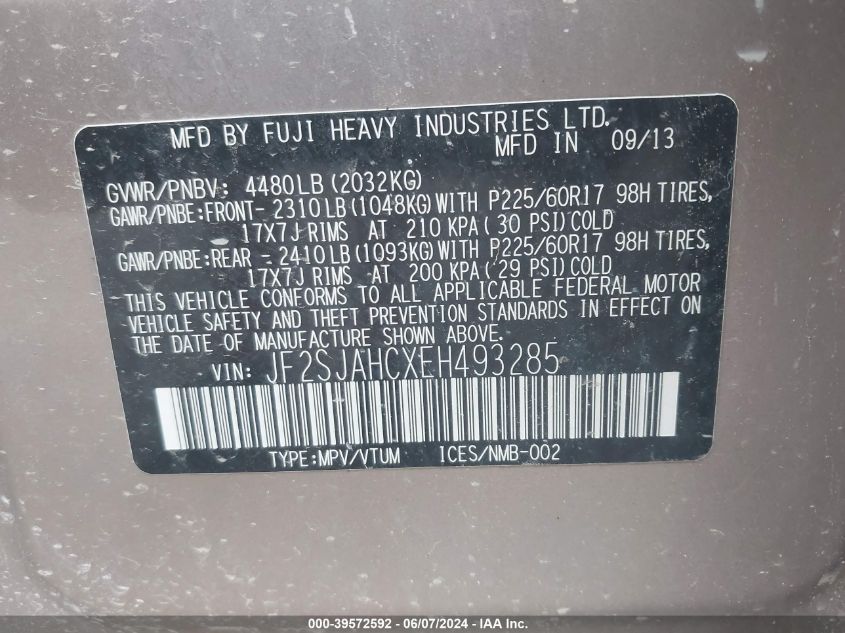 MFD BY FUJI HEAVY INDUSTRIES LTD.
MFD IN 09/13
GVWR/PNBV: 4480LB (2032KG)
GAWR/PNBE:FRONT- 2310LB (1048KG) WITH P225/60R17 98H TIRES,
17X7J RIMS AT 210 KPA ( 30 PSI) COLD
GAWR/PNBE:REAR - 2410LB (1093KG) WITH P225/60R17 98H TIRES,
17X7J RIMS AT 200 KPA ( 29 PSI) COLD
THIS VEHICLE CONFORMS TO ALL APPLICABLE FEDERAL MOTOR
VEHICLE SAFETY AND THEFT PREVENTION STANDARDS IN EFFECT ON
THE DATE OF MANUFACTURE SHOWN ABOVE.
VIN: JF2SJAHCXEH493285
TYPE:MPV/VTUM ICES/NMB-002
000-39572592 - 06/07/2024 - IAA Inc.